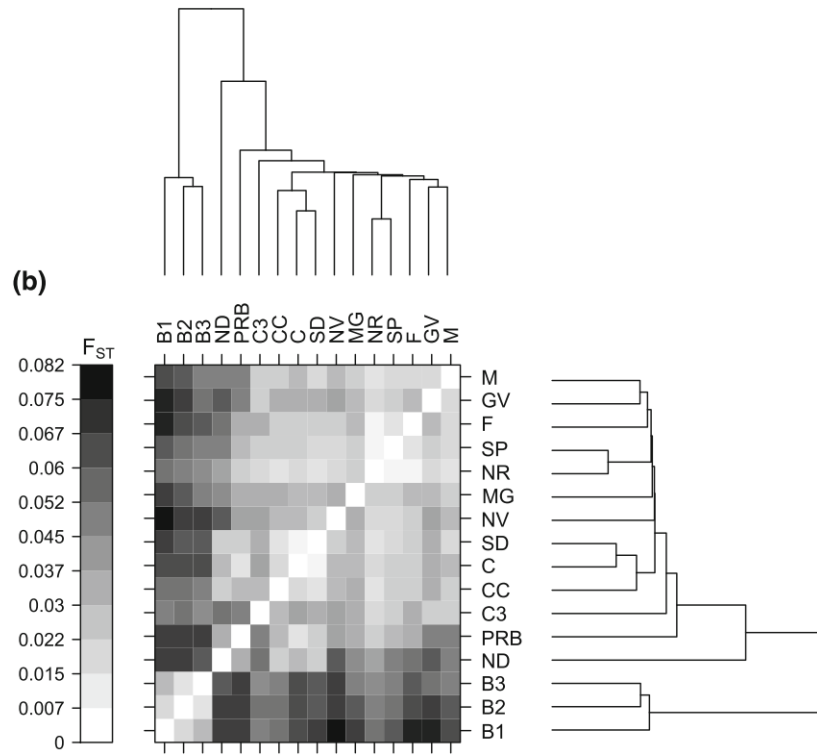 (b)
B1 B2 B3 ND PRB C3 CC C SD NV MG NR SP F GV M
FST
0.082
0.075
0.067
0.06
0.052
0.045
0.037
0.03
0.022
0.015
0.007
0
M
GV
F
SP
NR
MG
NV
SD
C
CC
C3
PRB
ND
B3
B2
B1